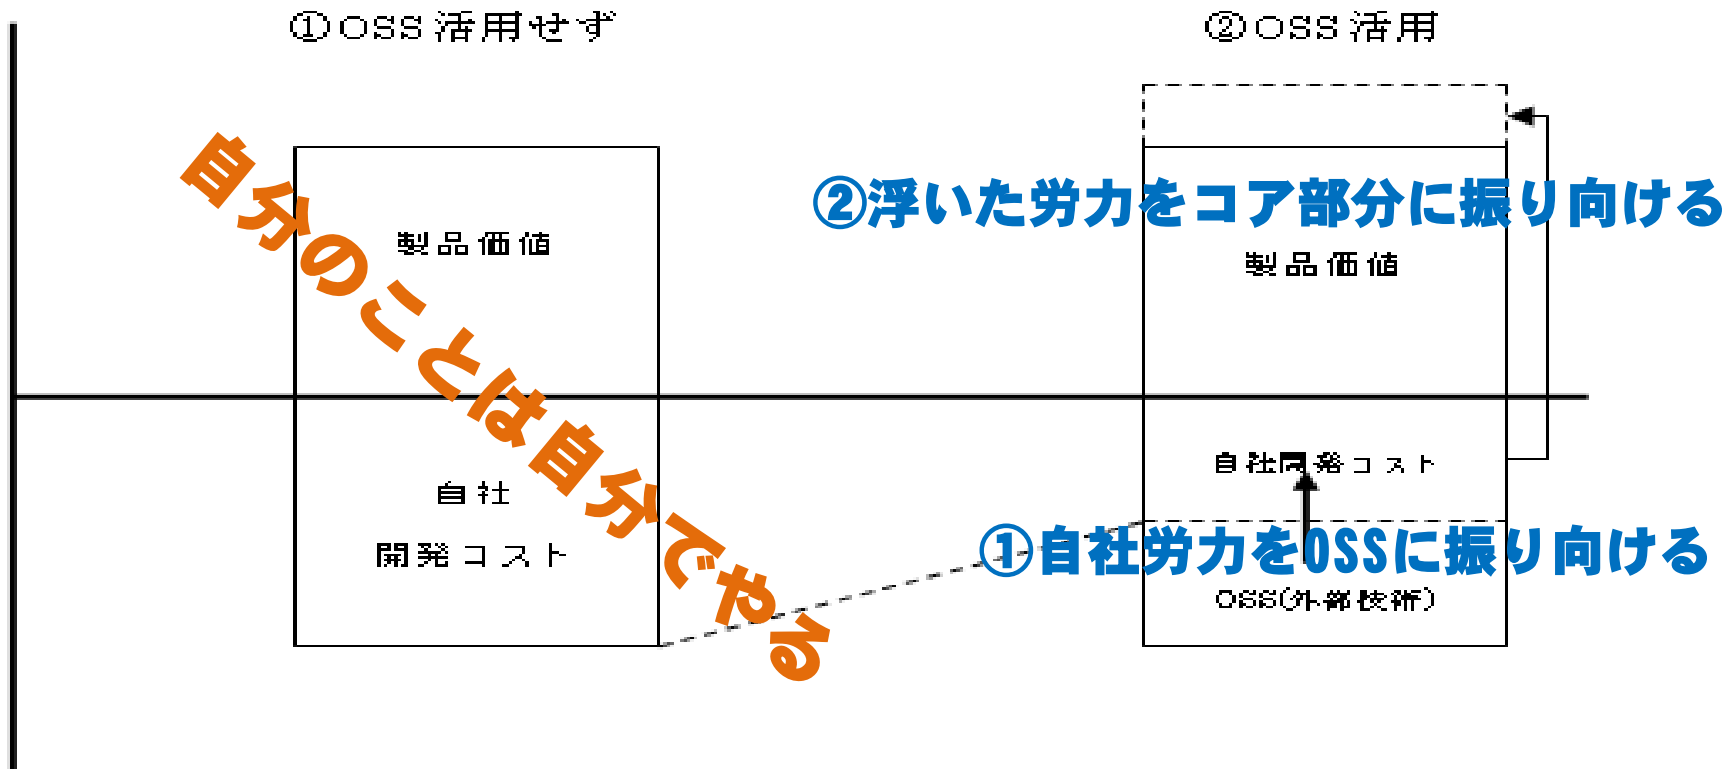 ①OSS活用せず
②OSS活用
自分のことは自分でやる
製品価値
自社
開発コスト
②浮いた労力をコア部分に振り向ける
製品価値
自社開発コスト
①自社労力をOSSに振り向ける
OSS(外部技術)